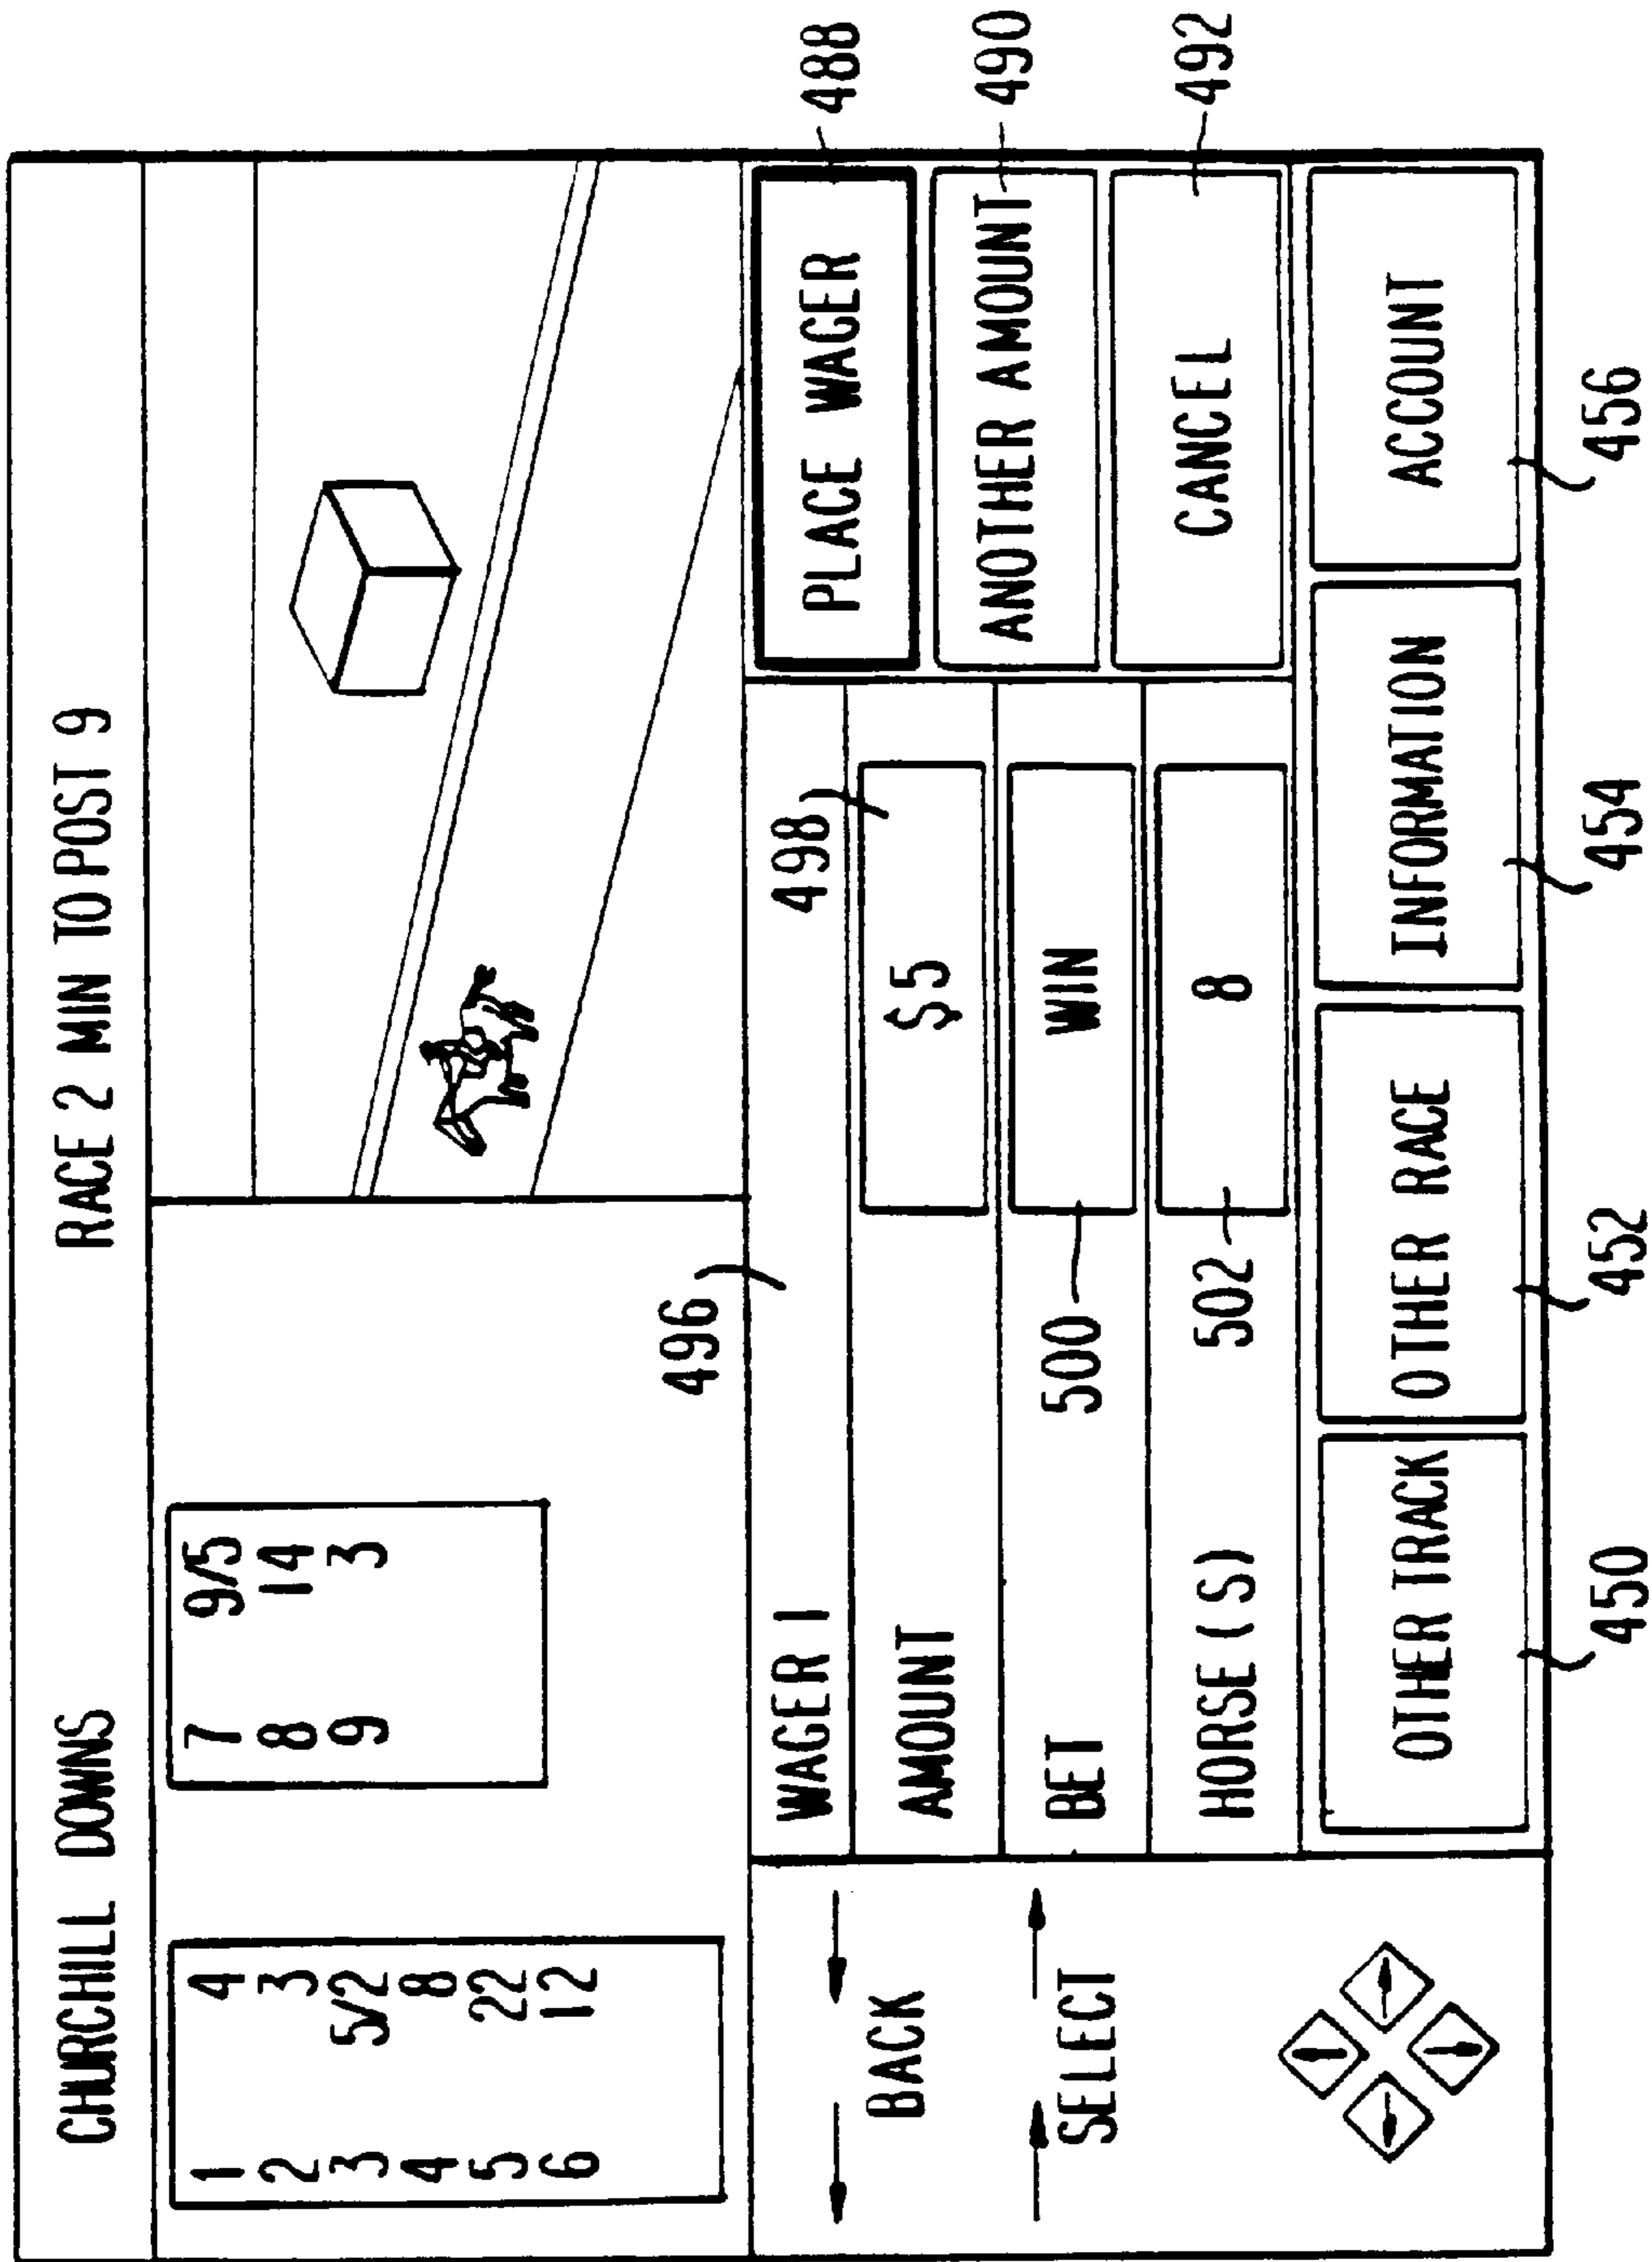 CHURCHILL DOWNS RACE 2 MIN TO POST 9
1 4 7 9/5
2 3 8 14
3 5/2 9 3
4 8
5 22
6 12
496
498
BACK
SELECT
WAGER 1
AMOUNT $5
BET 500 WIN
HORSE (S) 502 8
PLACE WAGER 488
ANOTHER AMOUNT 490
CANCEL 492
OTHER TRACK OTHER RACE INFORMATION ACCOUNT
450 452 454 456